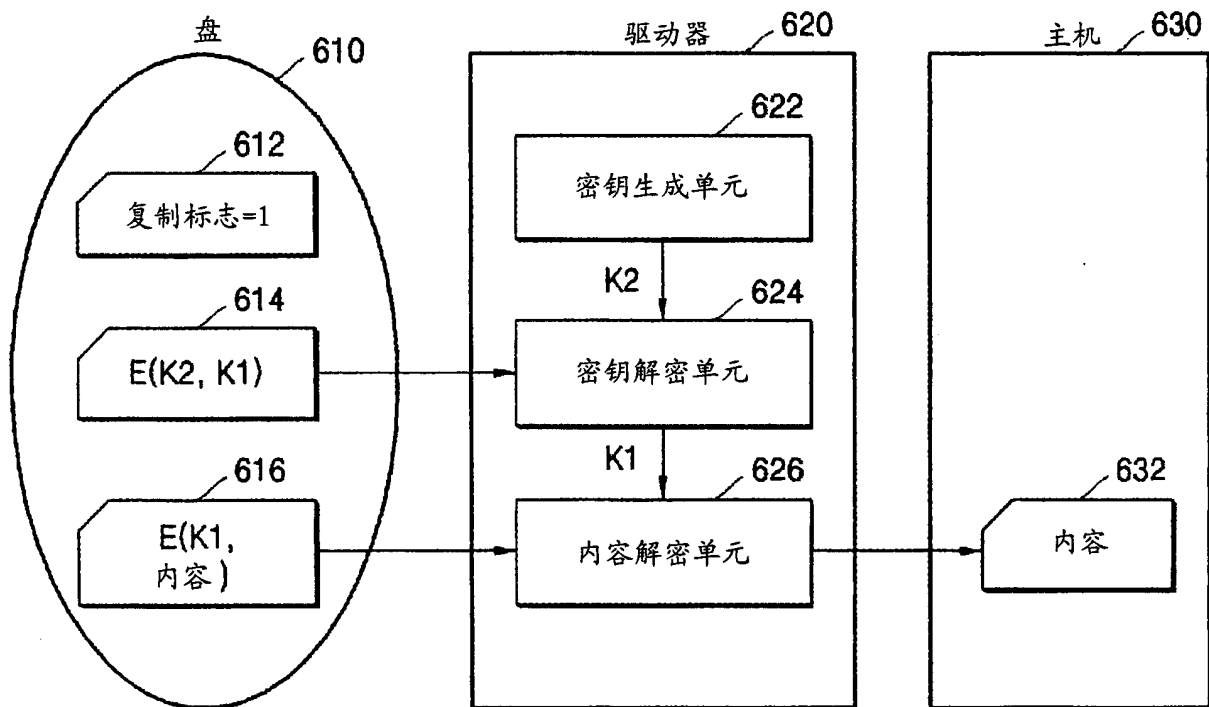 盘
610
612
复制标志=1
614
E(K2, K1)
616
E(K1,
内容)
驱动器
620
622
密钥生成单元
K2
624
密钥解密单元
K1
626
内容解密单元
主机
630
632
内容